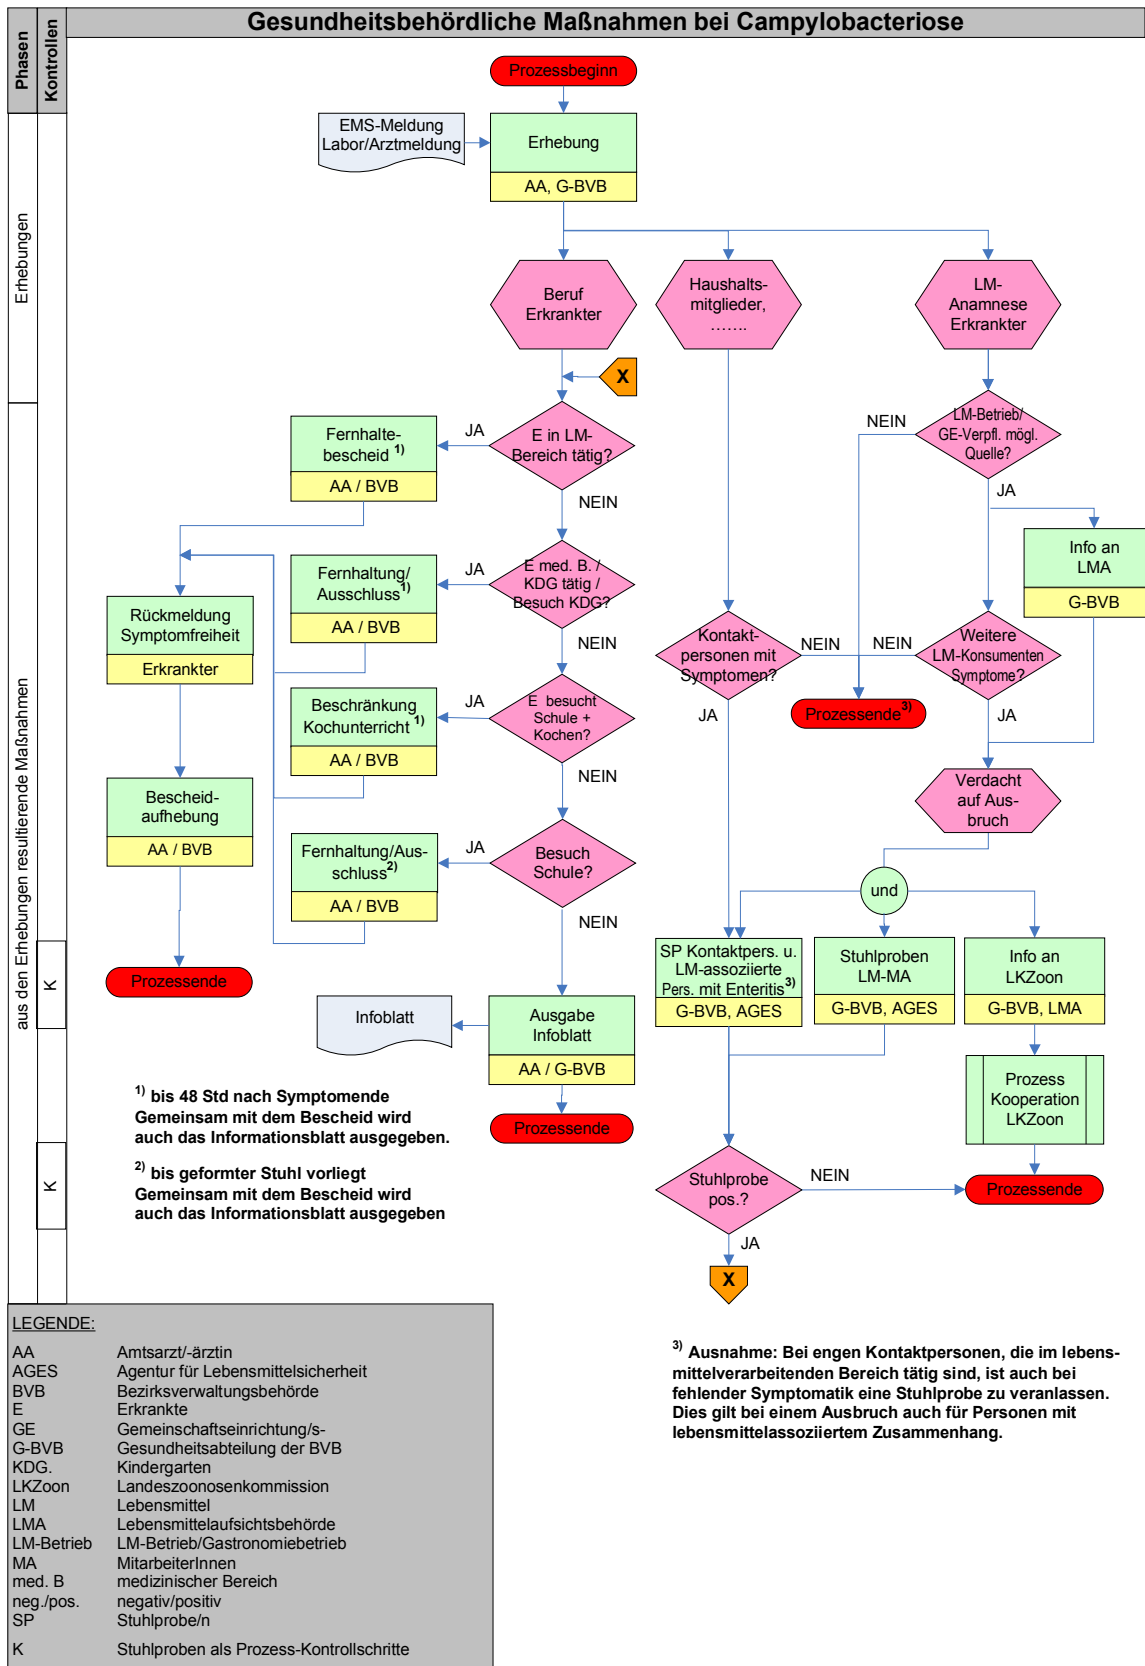 Gesundheitsbehördliche Maßnahmen bei Campylobacteriose
Phasen
Kontrollen
Prozessbeginn
EMS-Meldung
Labor/Arztmeldung
Erhebung
AA, G-BVB
Erhebungen
Beruf
Erkrankter
Haushalts-
mitglieder,
.......
LM-
Anamnese
Erkrankter
X
Fernhalte-
bescheid 1)
AA / BVB
JA
E in LM-
Bereich tätig?
NEIN
NEIN
LM-Betrieb/
GE-Verpfl. mögl.
Quelle?
JA
Info an
LMA
G-BVB
Fernhaltung/
Ausschluss1)
AA / BVB
JA
E med. B. /
KDG tätig /
Besuch KDG?
NEIN
Rückmeldung
Symptomfreiheit
Erkrankter
Kontakt-
personen mit
Symptomen?
NEIN
NEIN
Weitere
LM-Konsumenten
Symptome?
JA
JA
Beschränkung
Kochunterricht 1)
AA / BVB
JA
E besucht
Schule +
Kochen?
NEIN
Prozessende3)
aus den Erhebungen resultierende Maßnahmen
Bescheid-
aufhebung
AA / BVB
Verdacht
auf Aus-
bruch
Fernhaltung/Aus-
schluss2)
AA / BVB
JA
Besuch
Schule?
NEIN
und
K
Prozessende
SP Kontaktpers. u.
LM-assoziierte
Pers. mit Enteritis3)
G-BVB, AGES
Stuhlproben
LM-MA
G-BVB, AGES
Info an
LKZoon
G-BVB, LMA
Infoblatt
Ausgabe
Infoblatt
AA / G-BVB
Prozess
Kooperation
LKZoon
Prozessende
1) bis 48 Std nach Symptomende
Gemeinsam mit dem Bescheid wird
auch das Informationsblatt ausgegeben.
K
2) bis geformter Stuhl vorliegt
Gemeinsam mit dem Bescheid wird
auch das Informationsblatt ausgegeben
Stuhlprobe
pos.?
NEIN
Prozessende
JA
X
LEGENDE:
AA Amtsarzt/-ärztin
AGES Agentur für Lebensmittelsicherheit
BVB Bezirksverwaltungsbehörde
E Erkrankte
GE Gemeinschaftseinrichtung/s-
G-BVB Gesundheitsabteilung der BVB
KDG. Kindergarten
LKZoon Landeszoonosenkommission
LM Lebensmittel
LMA Lebensmittelaufsichtsbehörde
LM-Betrieb LM-Betrieb/Gastronomiebetrieb
MA MitarbeiterInnen
med. B medizinischer Bereich
neg./pos. negativ/positiv
SP Stuhlprobe/n
K Stuhlproben als Prozess-Kontrollschritte
3) Ausnahme: Bei engen Kontaktpersonen, die im lebens-
mittelverarbeitenden Bereich tätig sind, ist auch bei
fehlender Symptomatik eine Stuhlprobe zu veranlassen.
Dies gilt bei einem Ausbruch auch für Personen mit
lebensmittelassoziiertem Zusammenhang.